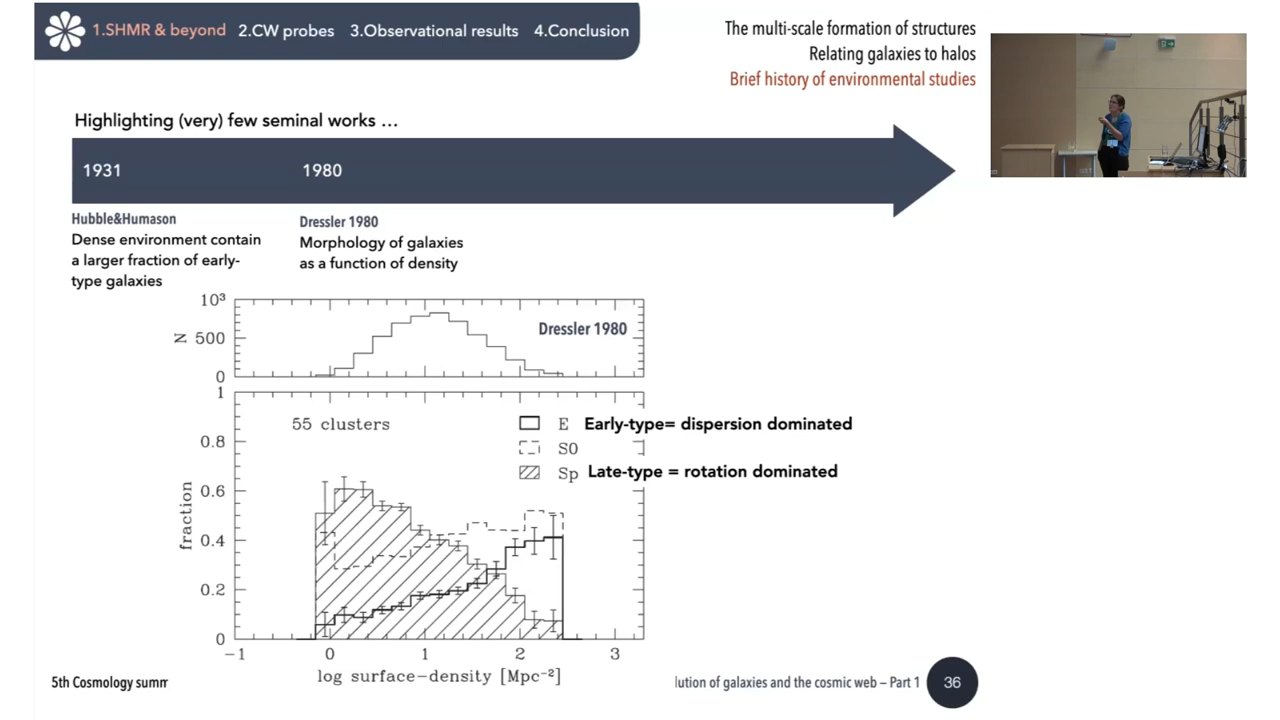 1.SHMR & beyond 2.CW probes 3.Observational results 4.Conclusion
The multi-scale formation of structures
Relating galaxies to halos
Brief history of environmental studies
Highlighting (very) few seminal works ...
1931 1980
Hubble&Humason
Dense environment contain
a larger fraction of early-
type galaxies
Dressler 1980
Morphology of galaxies
as a function of density
10³
N 500
0
Dressler 1980
1
55 clusters
E Early-type= dispersion dominated
0.8
S0
Sp Late-type = rotation dominated
0.6
fraction
0.4
0.2
0
−1 0 1 2 3
log surface-density [Mpc⁻²]
5th Cosmology summ
lution of galaxies and the cosmic web – Part 1 36